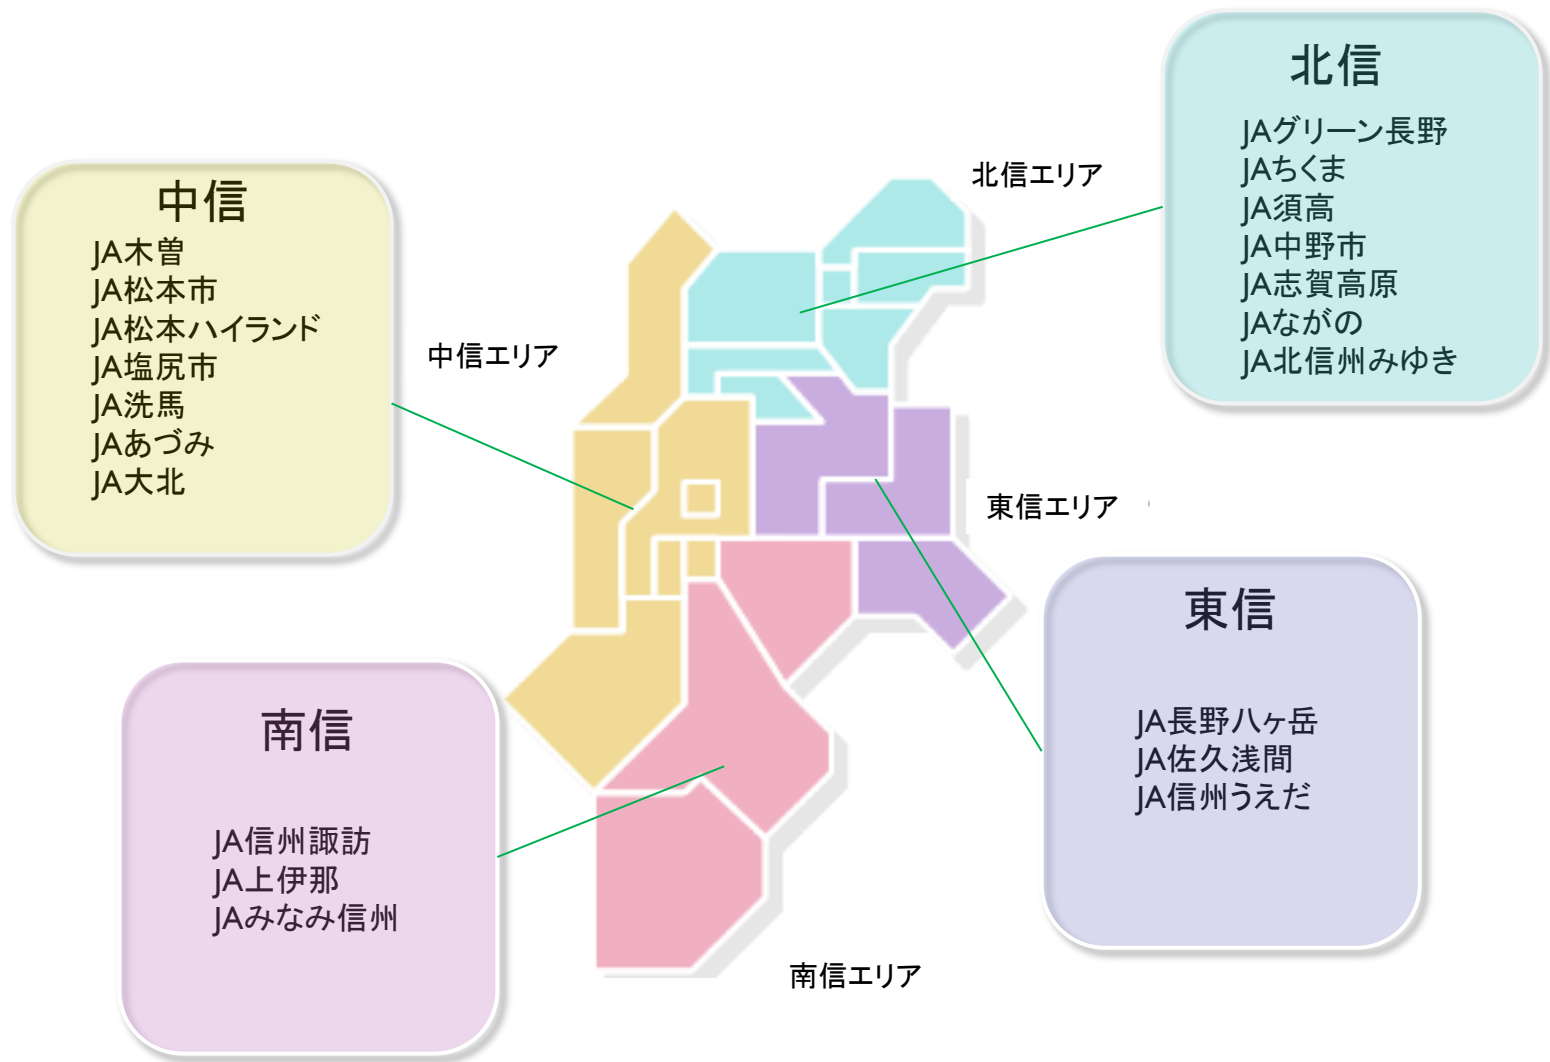 北信
JAグリーン長野
JAちくま
JA須高
JA中野市
JA志賀高原
JAながの
JA北信州みゆき
北信エリア
中信
JA木曽
JA松本市
JA松本ハイランド
JA塩尻市
JA洗馬
JAあづみ
JA大北
中信エリア
東信エリア
東信
JA長野八ヶ岳
JA佐久浅間
JA信州うえだ
南信
JA信州諏訪
JA上伊那
JAみなみ信州
南信エリア